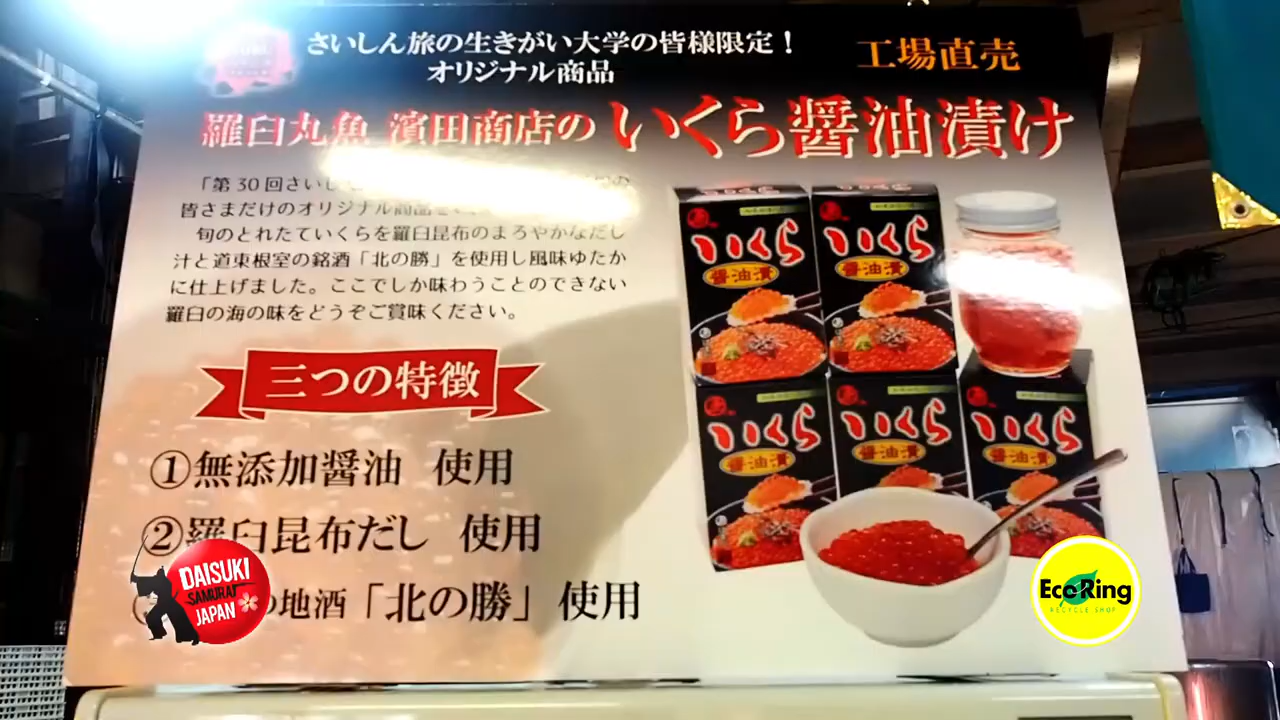 さいしん旅の生きがい大学の皆様限定！
オリジナル商品
工場直売
羅臼丸魚 濱田商店の いくら醤油漬け
「第30回さいし
皆さまだけのオリジナル商品を
旬のとれたていくらを羅臼昆布のまろやかなだし
汁と道東根室の銘酒「北の勝」を使用し風味ゆたか
に仕上げました。ここでしか味わうことのできない
羅臼の海の味をどうぞご賞味ください。
三つの特徴
①無添加醤油 使用
②羅臼昆布だし 使用
の地酒「北の勝」使用
いくら
醤油漬
いくら
醤油漬
いくら
醤油漬
いくら
醤油漬
いくら
醤油漬
DAISUKI
SAMURAI
JAPAN
EcoRing
RECYCLE SHOP